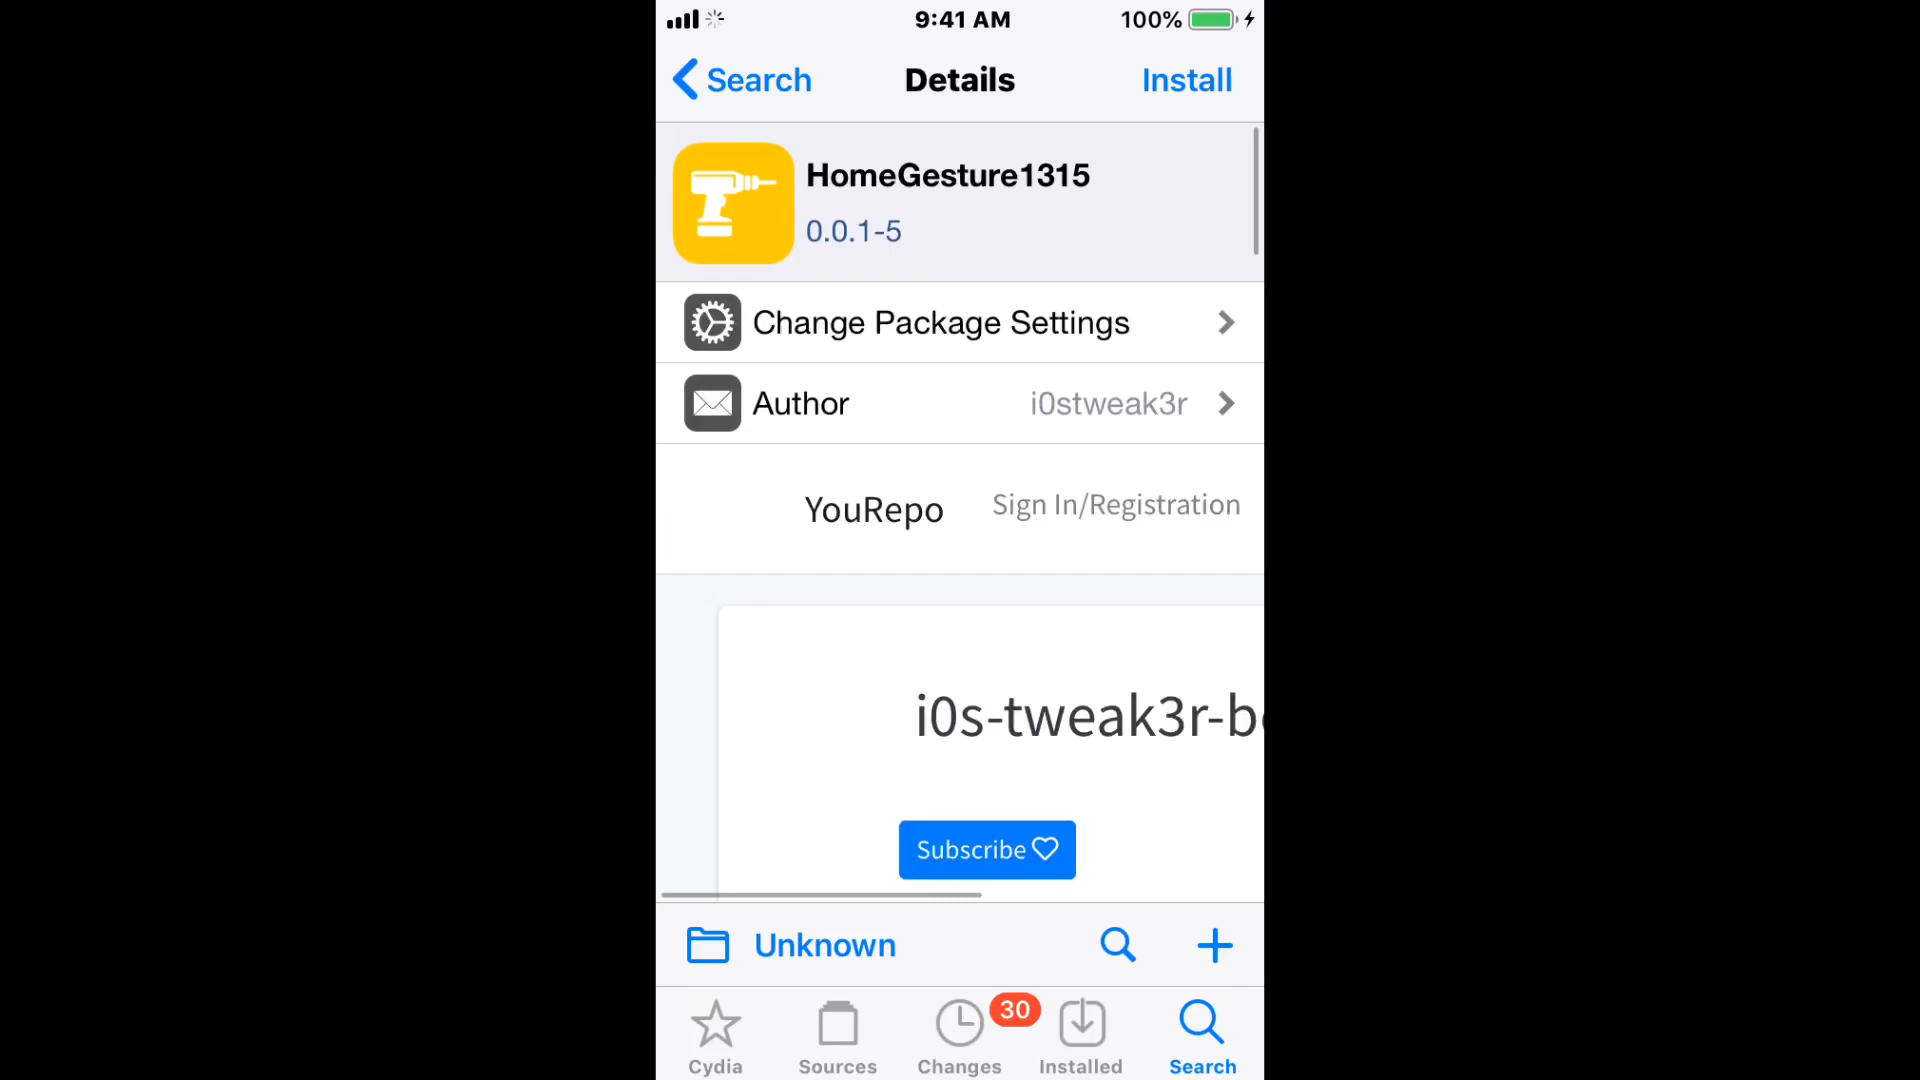 9:41 AM
100%
Search
Details
Install
HomeGesture1315
0.0.1-5
Change Package Settings
Author
i0stweak3r
YouRepo
Sign In/Registration
i0s-tweak3r-b
Subscribe
Unknown
30
Cydia
Sources
Changes
Installed
Search